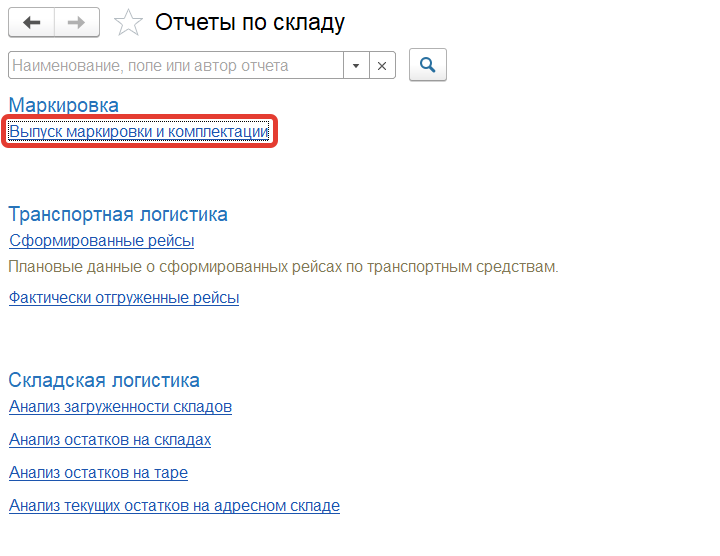 Отчеты по складу
Наименование, поле или автор отчета
Маркировка
Выпуск маркировки и комплектации
Транспортная логистика
Сформированные рейсы
Плановые данные о сформированных рейсах по транспортным средствам.
Фактически отгруженные рейсы
Складская логистика
Анализ загруженности складов
Анализ остатков на складах
Анализ остатков на таре
Анализ текущих остатков на адресном складе